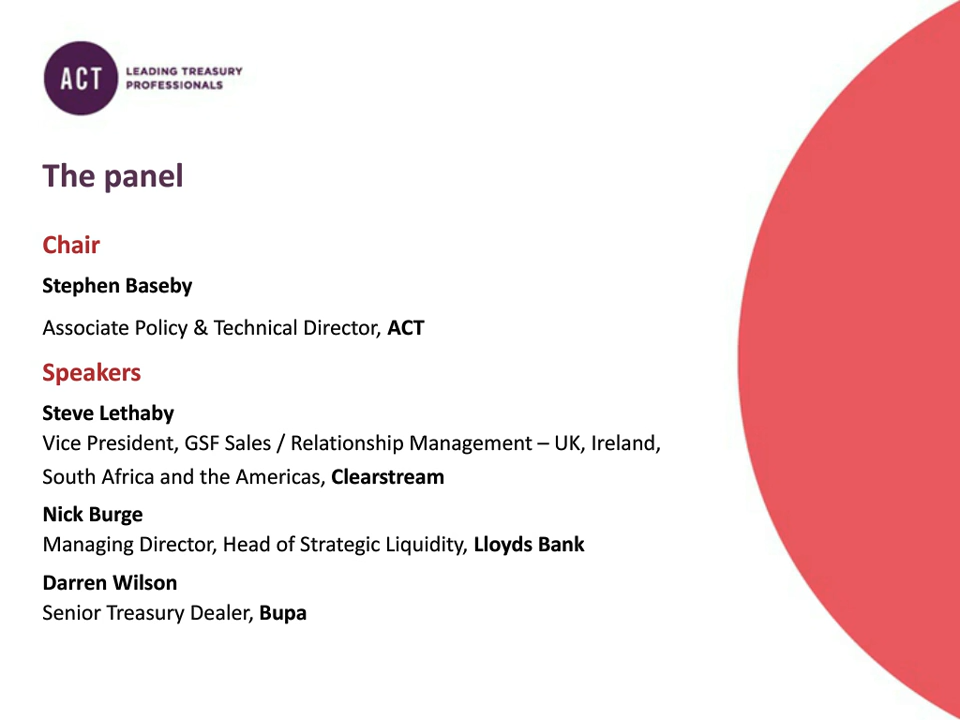 ACT
LEADING TREASURY
PROFESSIONALS
The panel
Chair
Stephen Baseby
Associate Policy & Technical Director, ACT
Speakers
Steve Lethaby
Vice President, GSF Sales / Relationship Management – UK, Ireland,
South Africa and the Americas, Clearstream
Nick Burge
Managing Director, Head of Strategic Liquidity, Lloyds Bank
Darren Wilson
Senior Treasury Dealer, Bupa